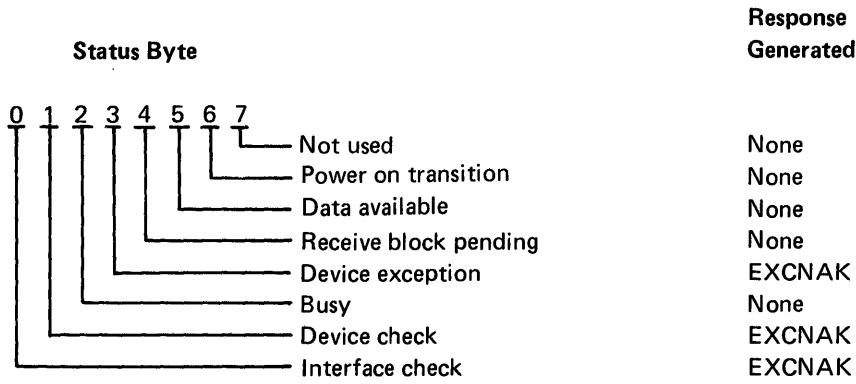 Response
Status Byte Generated
0 1 2 3 4 5 6 7
Not used None
Power on transition None
Data available None
Receive block pending None
Device exception EXCNAK
Busy None
Device check EXCNAK
Interface check EXCNAK